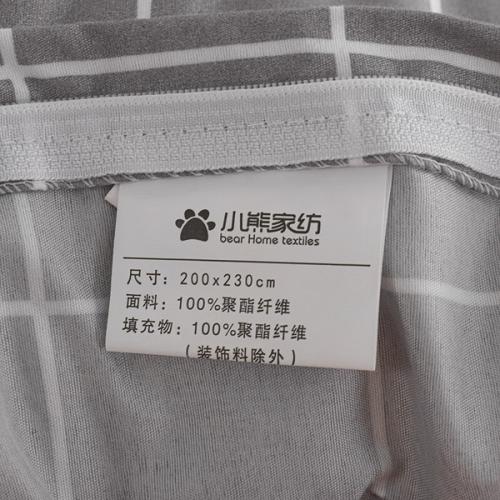 小熊家纺
bear Home textiles
尺寸: 200x230cm
面料: 100%聚酯纤维
填充物: 100%聚酯纤维
(装饰料除外)